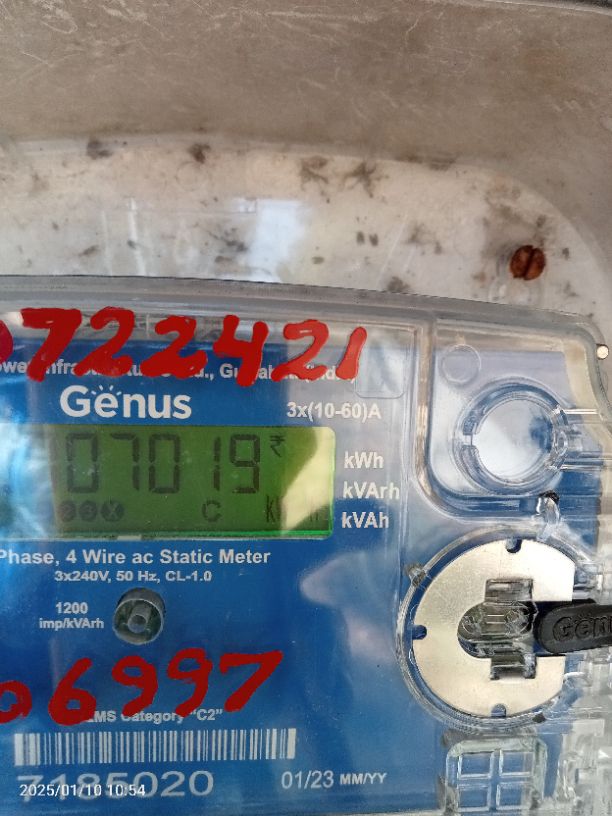 722421
Genus
3x(10-60)A
07019 ₹
kWh
kVArh
kVAh
C
Phase, 4 Wire ac Static Meter
3x240V, 50 Hz, CL-1.0
1200
imp/kVArh
Genu
06997
Category "C2"
7185020
01/23 MM/YY
2025/01/10 10:54